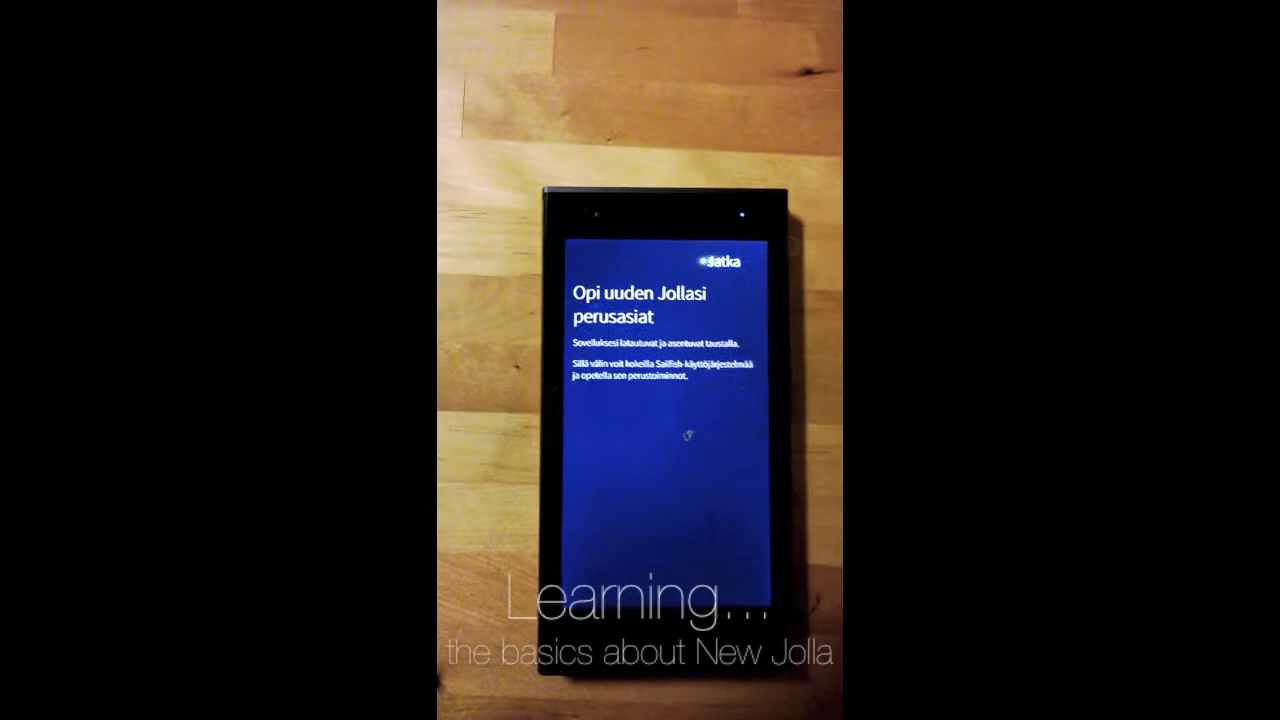 Jatka
Opi uuden Jollasi
perusasiat
Sovelluksesi latautuvat ja asentuvat taustalla.
Sillä välin voit kokeilla Sailfish-käyttöjärjestelmää
ja opetella sen perustoiminnot.
Learning...
the basics about New Jolla